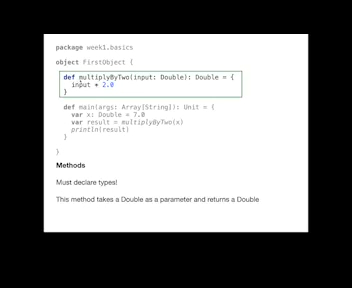 package week1.basics
object FirstObject {
def multiplyByTwo(input: Double): Double = {
input * 2.0
}
def main(args: Array[String]): Unit = {
var x: Double = 7.0
var result = multiplyByTwo(x)
println(result)
}
}
Methods
Must declare types!
This method takes a Double as a parameter and returns a Double